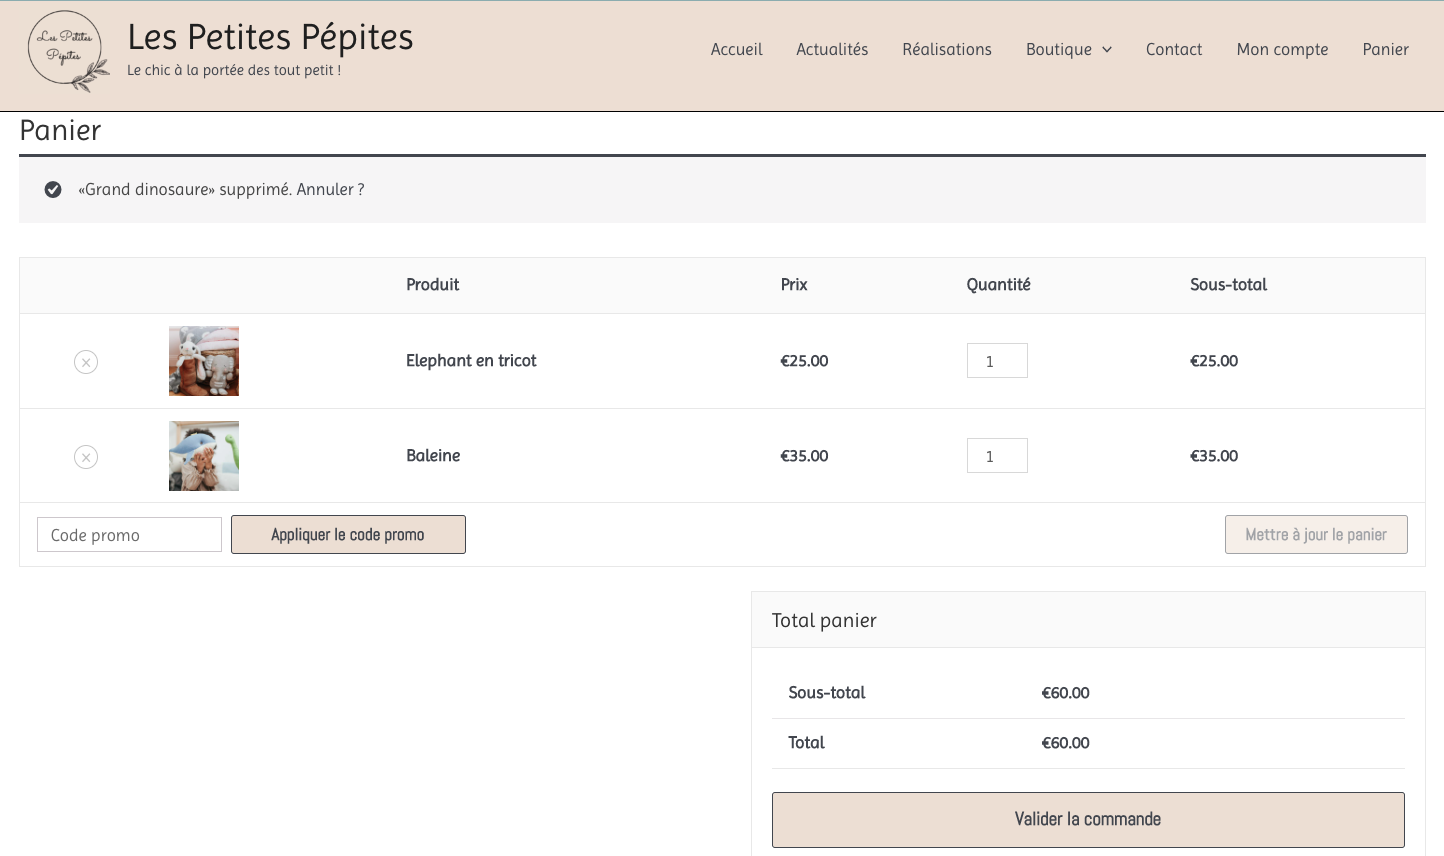 Les Petites
Pépites
Les Petites Pépites
Le chic à la portée des tout petit !
Accueil Actualités Réalisations Boutique Contact Mon compte Panier
Panier
«Grand dinosaure» supprimé. Annuler ?
Produit Prix Quantité Sous-total
Elephant en tricot €25.00 1 €25.00
Baleine €35.00 1 €35.00
Code promo Appliquer le code promo Mettre à jour le panier
Total panier
Sous-total €60.00
Total €60.00
Valider la commande